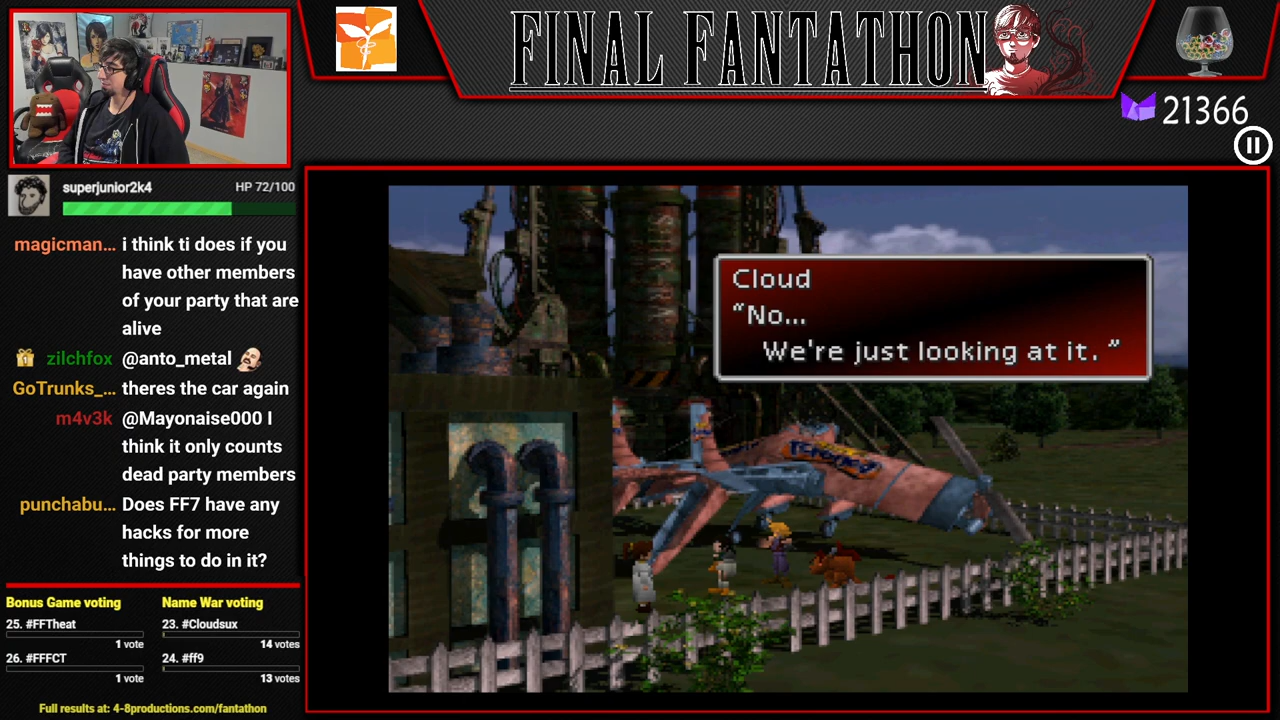 FINAL FANTATHON
21366
superjunior2k4 HP 72/100
magicman... i think ti does if you
have other members
of your party that are
alive
zilchfox @anto_metal
GoTrunks_... theres the car again
m4v3k @Mayonaise000 I
think it only counts
dead party members
punchabu... Does FF7 have any
hacks for more
things to do in it?
Bonus Game voting
25. #FFTheat
1 vote
26. #FFFCT
1 vote
Name War voting
23. #Cloudsux
14 votes
24. #ff9
13 votes
Full results at: 4-8productions.com/fantathon
Cloud
“No...
We're just looking at it. ”